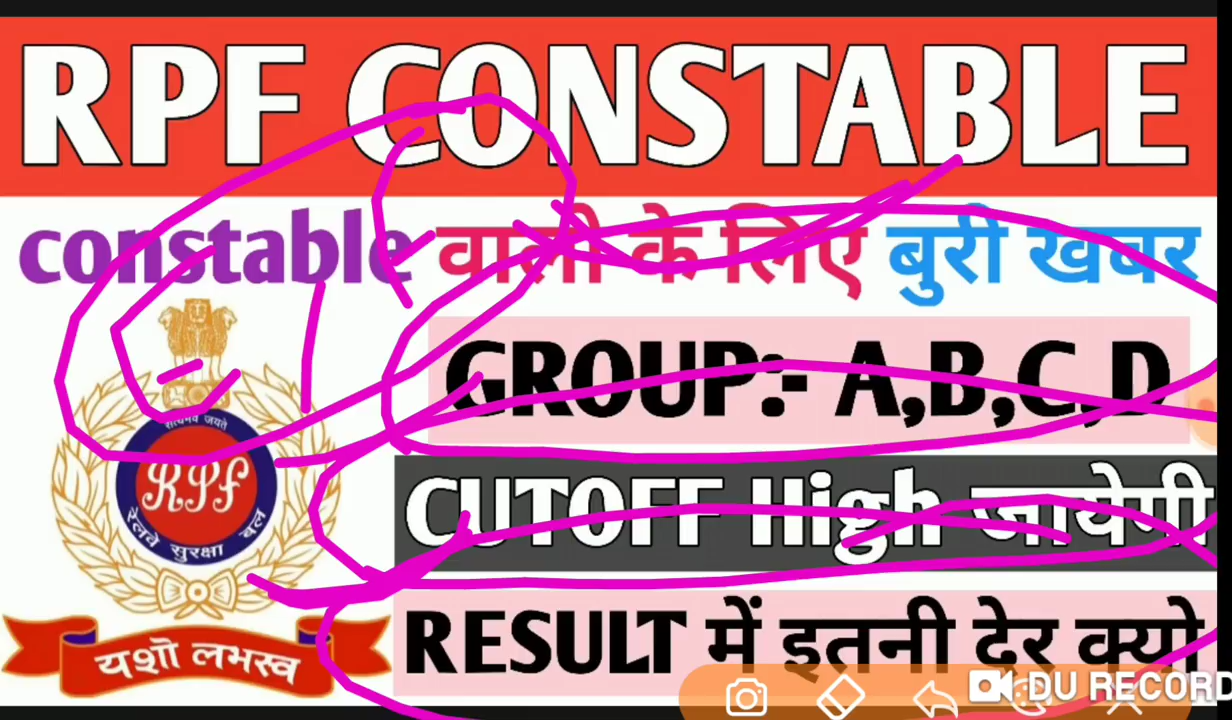 RPF CONSTABLE
constable वालो के लिए बुरी खबर
GROUP:- A,B,C,D
CUTOFF High जायेगी
RESULT में इतनी देर क्यो
सत्यमेव जयते
RPF
रेलवे सुरक्षा बल
यशो लभस्व
DU RECORD